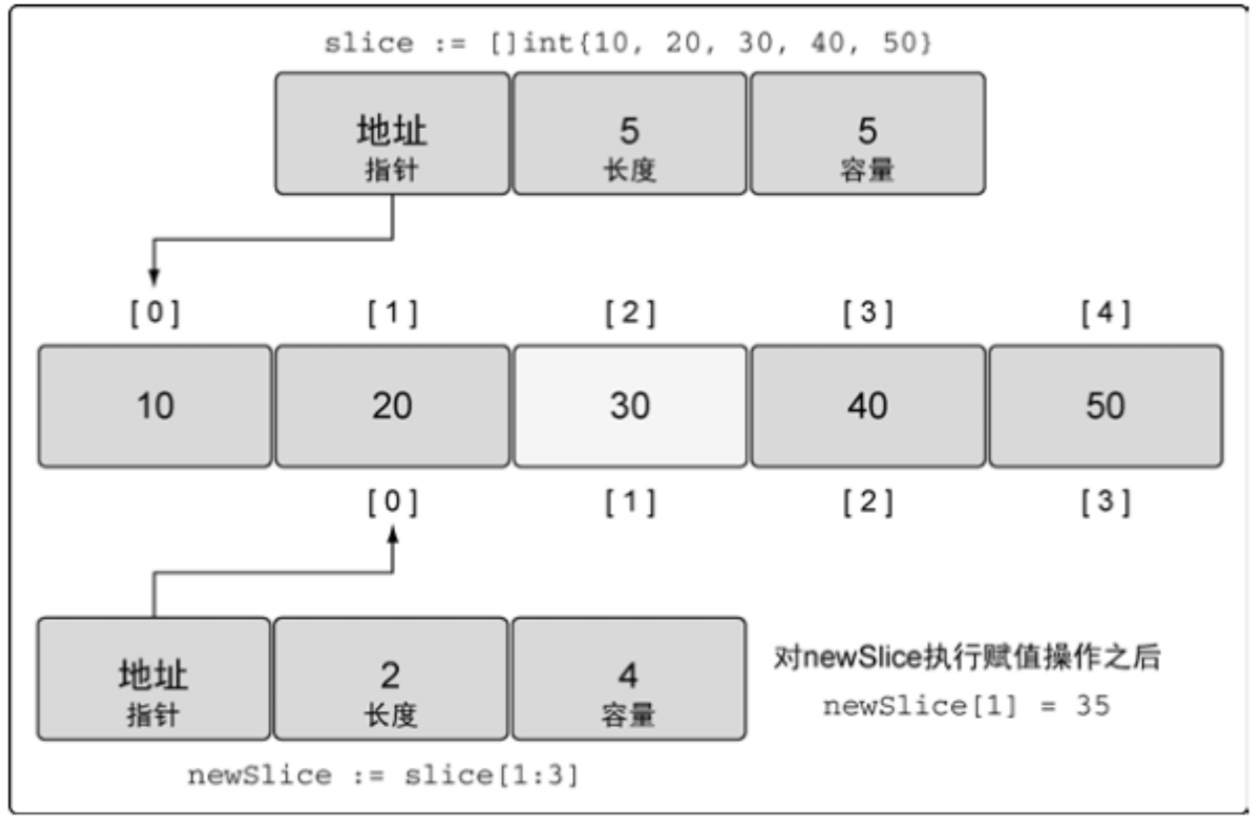 slice := []int{10, 20, 30, 40, 50}
地址 5 5
指针 长度 容量
[0] [1] [2] [3] [4]
10 20 30 40 50
[0] [1] [2] [3]
地址 2 4
指针 长度 容量
对newSlice执行赋值操作之后
newSlice[1] = 35
newSlice := slice[1:3]